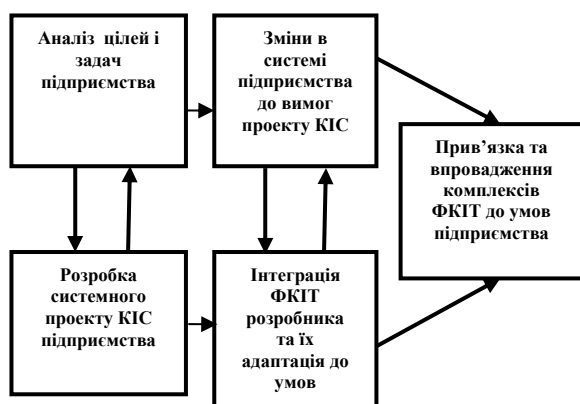 Аналіз цілей і
задач
підприємства
Зміни в
системі
підприємства
до вимог
проекту КІС
Прив’язка та
впровадження
комплексів
ФКІТ до умов
підприємства
Розробка
системного
проекту КІС
підприємства
Інтеграція
ФКІТ
розробника
та їх
адаптація до
умов